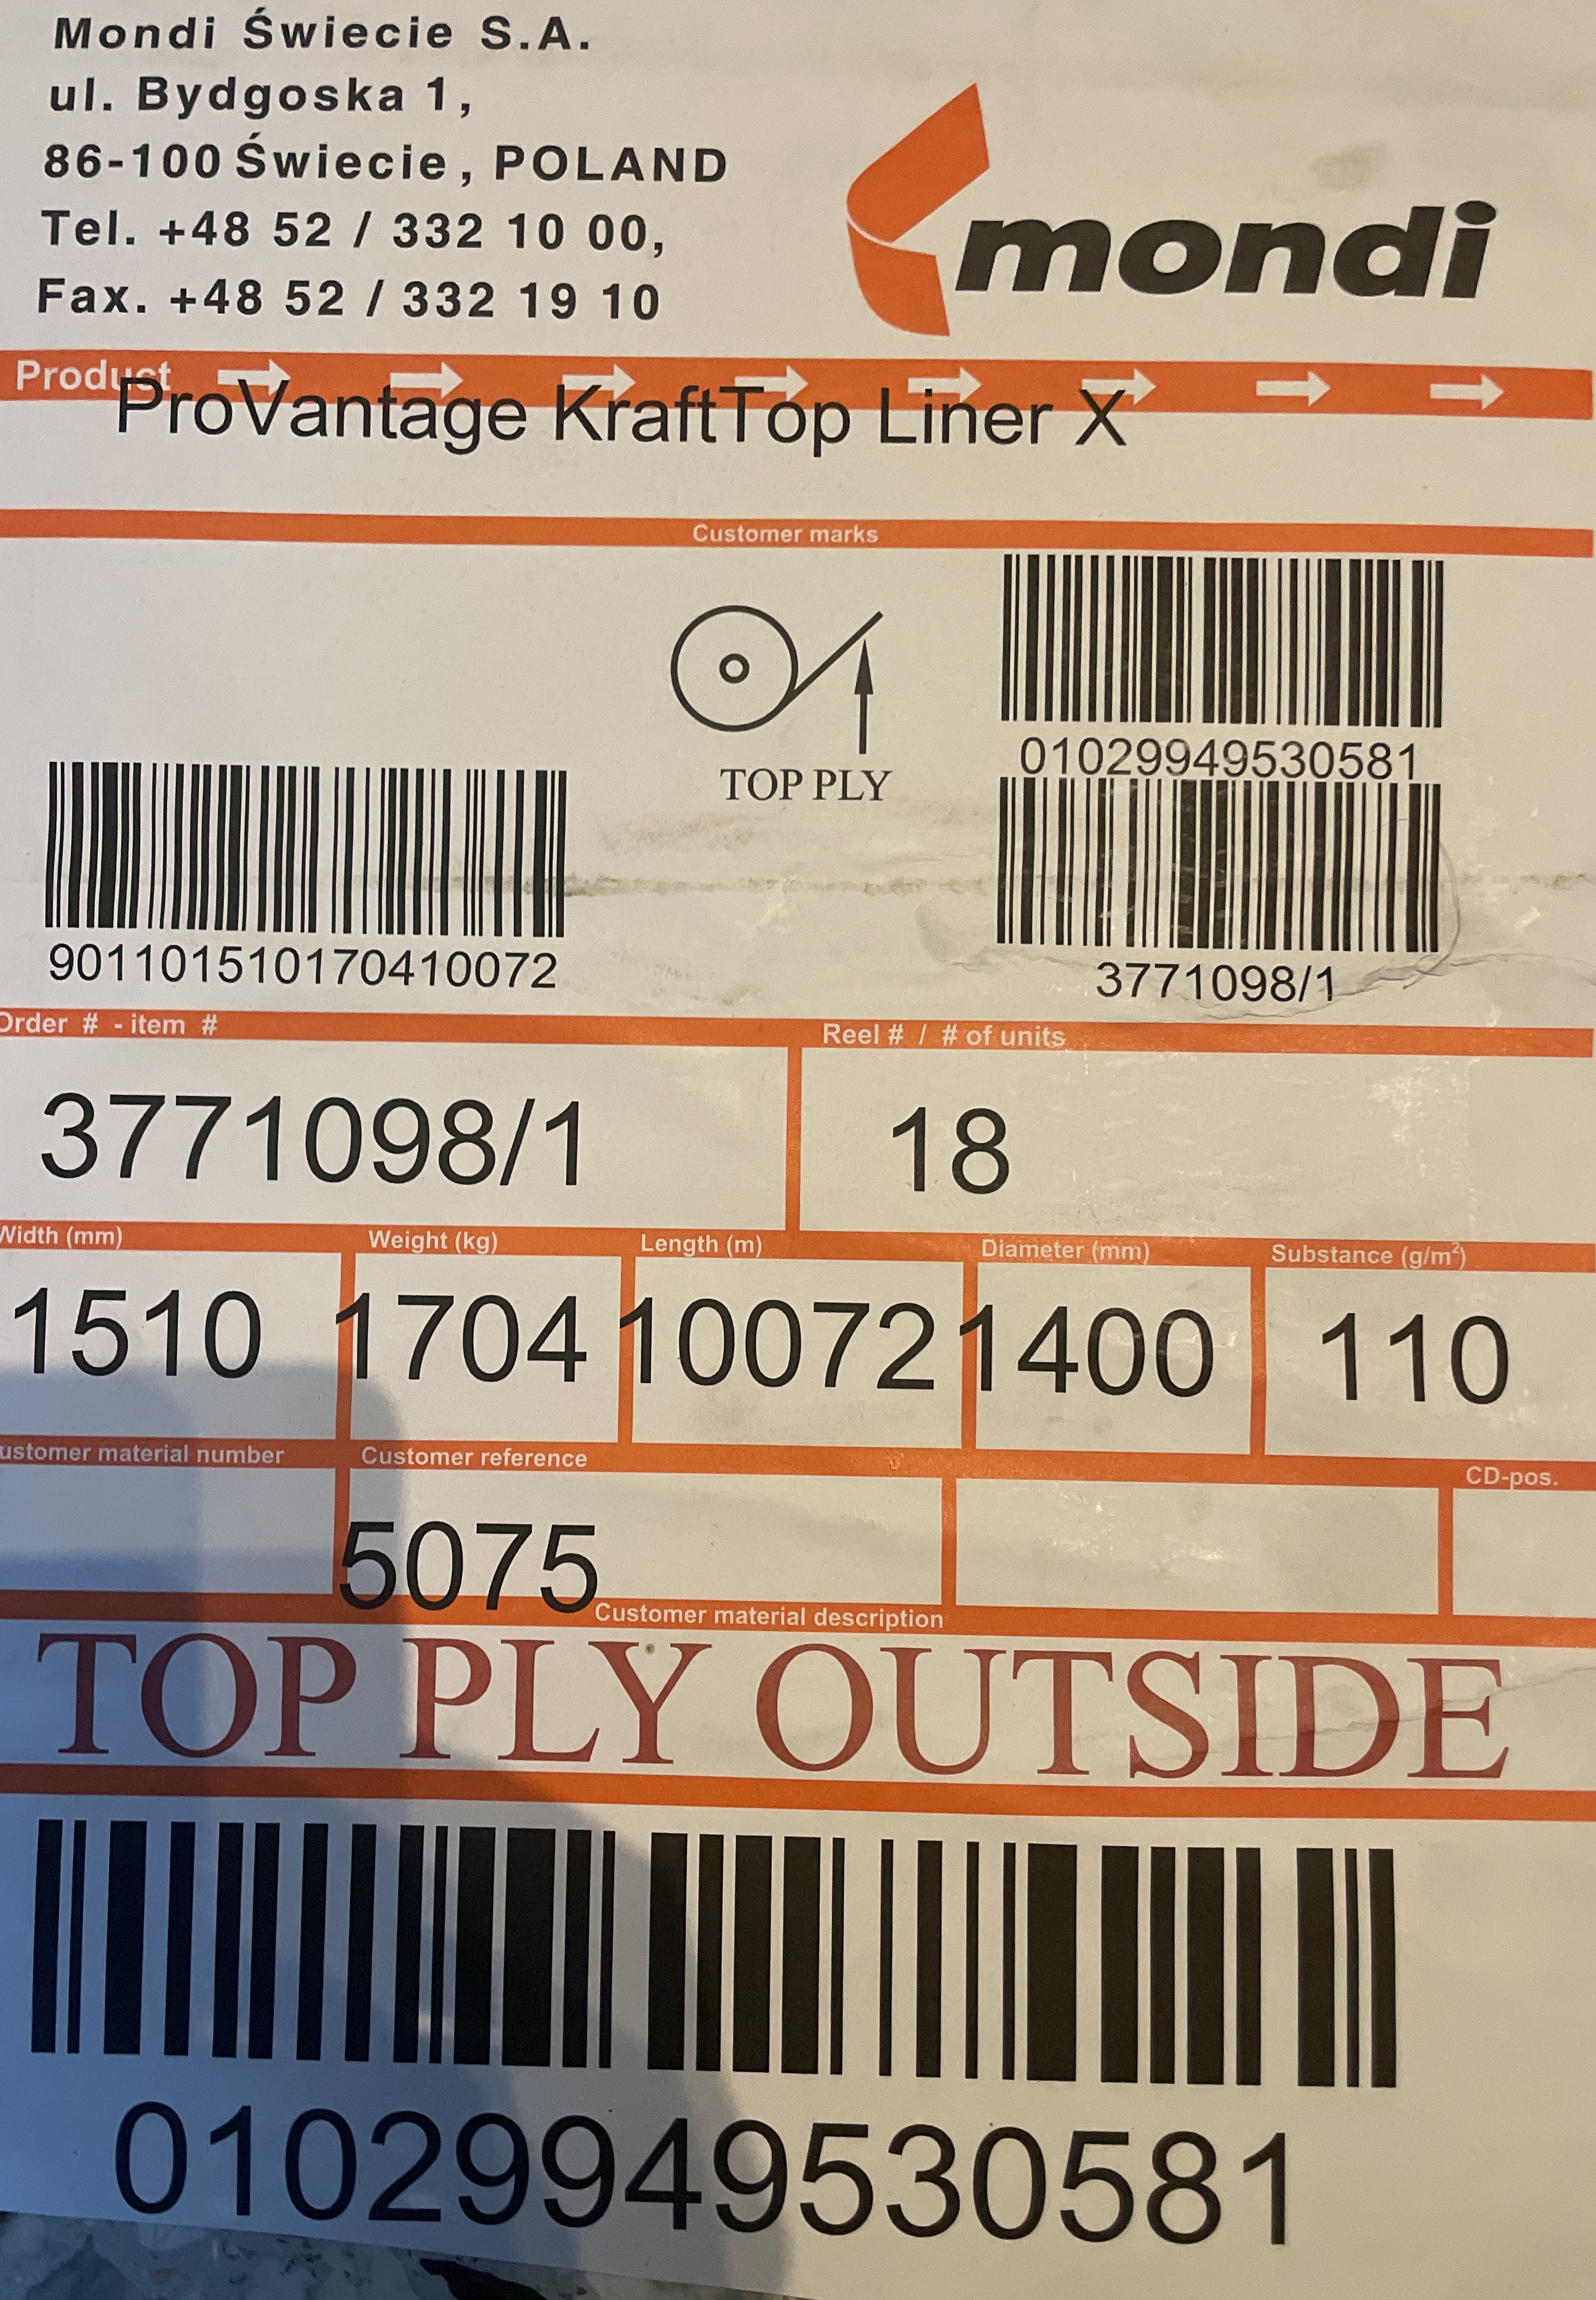 Mondi Świecie S.A.
ul. Bydgoska 1,
86-100 Świecie, POLAND
Tel. +48 52 / 332 10 00,
Fax. +48 52 / 332 19 10
mondi
Product
ProVantage KraftTop Liner X
Customer marks
TOP PLY
01029949530581
901101510170410072
3771098/1
Order # - item #
Reel # / # of units
3771098/1
18
Width (mm)
Weight (kg)
Length (m)
Diameter (mm)
Substance (g/m²)
1510
1704
10072
1400
110
ustomer material number
Customer reference
CD-pos.
5075
Customer material description
TOP PLY OUTSIDE
01029949530581